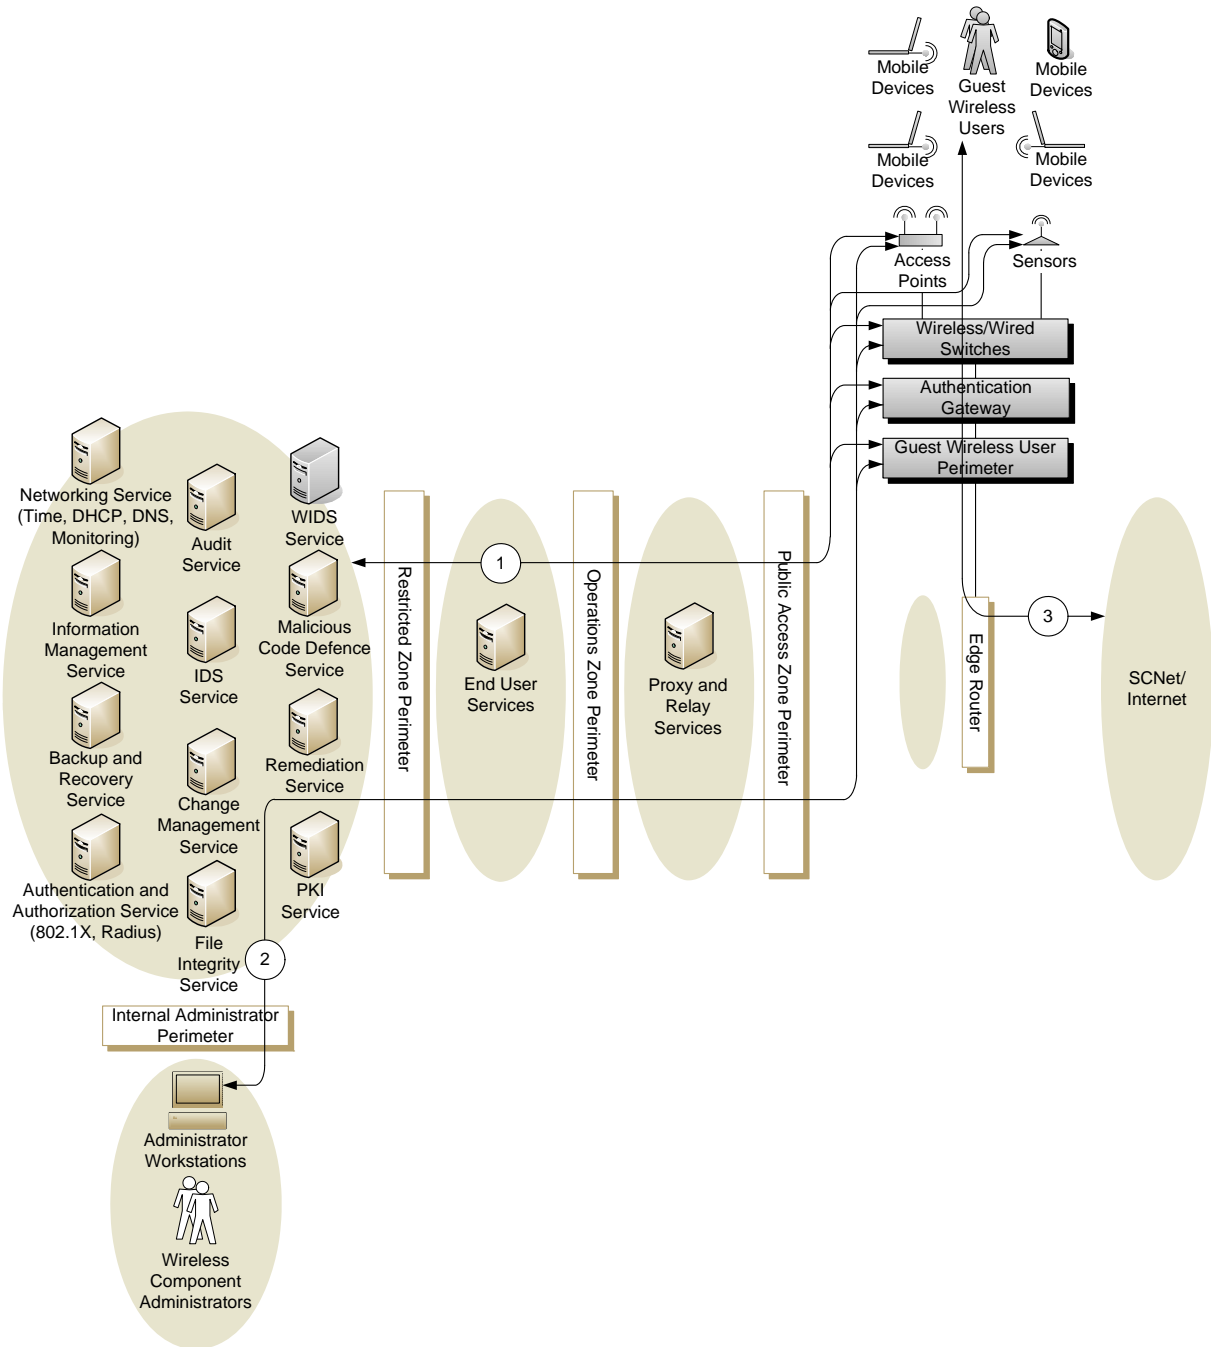 Mobile
Devices
Guest
Wireless
Users
Mobile
Devices
Mobile
Devices
Mobile
Devices
Access
Points
Sensors
Wireless/Wired
Switches
Authentication
Gateway
Guest Wireless User
Perimeter
Networking Service
(Time, DHCP, DNS,
Monitoring)
Audit
Service
WIDS
Service
Information
Management
Service
IDS
Service
Malicious
Code Defence
Service
Backup and
Recovery
Service
Change
Management
Service
Remediation
Service
Authentication and
Authorization Service
(802.1X, Radius)
File
Integrity
Service
PKI
Service
Restricted Zone Perimeter
1
End User
Services
Operations Zone Perimeter
Proxy and
Relay
Services
Public Access Zone Perimeter
Edge Router
3
SCNet/
Internet
2
Internal Administrator
Perimeter
Administrator
Workstations
Wireless
Component
Administrators